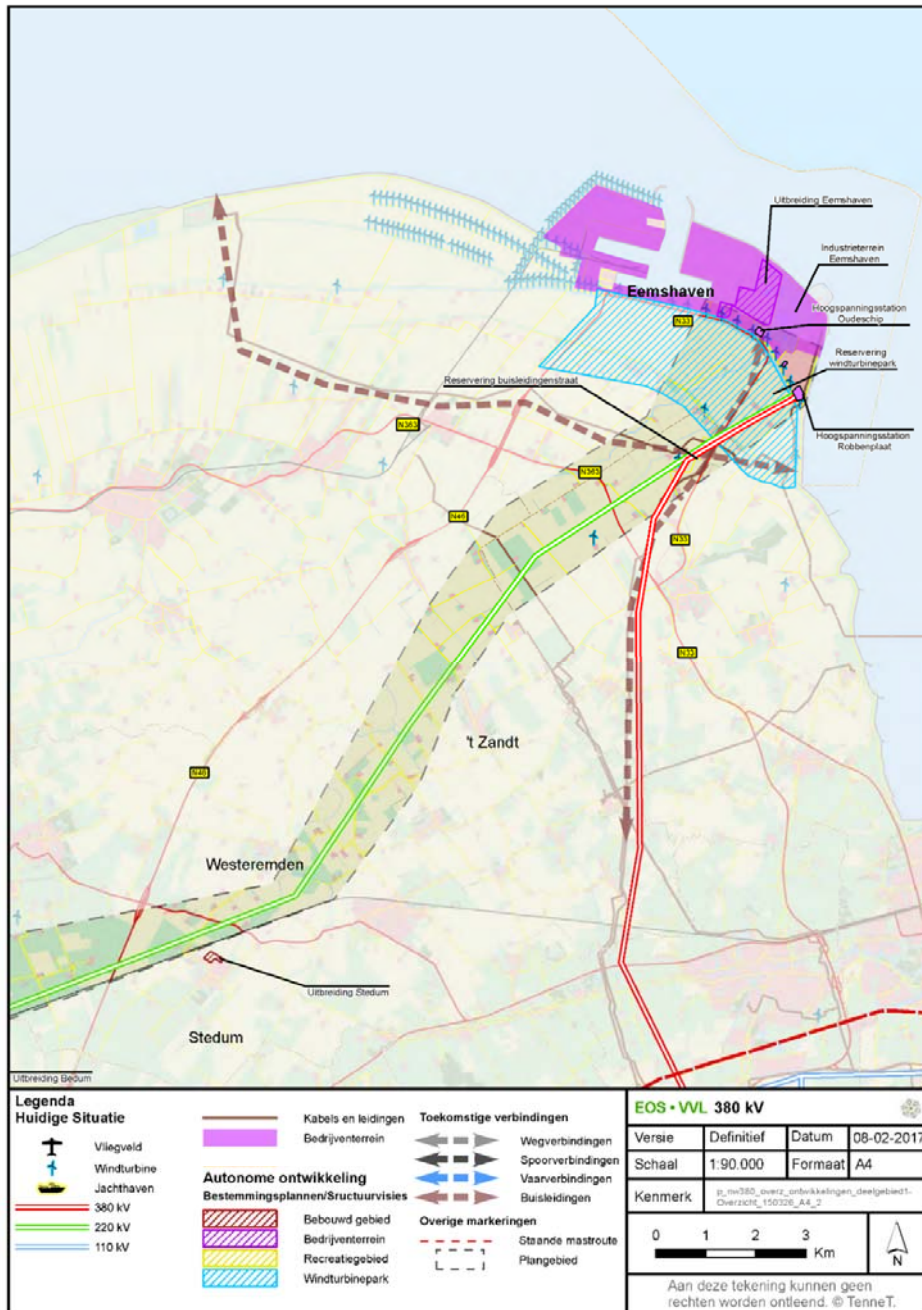 Uitbreiding Eemshaven
Industrieterrein
Eemshaven
Eemshaven
Hoogspanningsstation
Oudeschip
N33
Reservering
windturbinepark
Reservering buisleidingenstraat
N363
Hoogspanningsstation
Robbenplaat
N363
N46
N33
N33
't Zandt
N46
Westeremden
Uitbreiding Stedum
Stedum
Uitbreiding Bedum
Legenda
Huidige Situatie
Vliegveld
Windturbine
Jachthaven
380 kV
220 kV
110 kV
Kabels en leidingen
Bedrijventerrein
Autonome ontwikkeling
Bestemmingsplannen/Sructuurvisies
Bebouwd gebied
Bedrijventerrein
Recreatiegebied
Windturbinepark
Toekomstige verbindingen
Wegverbindingen
Spoorverbindingen
Vaarverbindingen
Buisleidingen
Overige markeringen
Staande mastroute
Plangebied
EOS • VVL 380 kV
Versie Definitief Datum 08-02-2017
Schaal 1:90.000 Formaat A4
Kenmerk p_nw380_overz_ontwikkelingen_deelgebied1-
Overzicht_150326_A4_2
0 1 2 3
Km
N
Aan deze tekening kunnen geen
rechten worden ontleend. © TenneT.